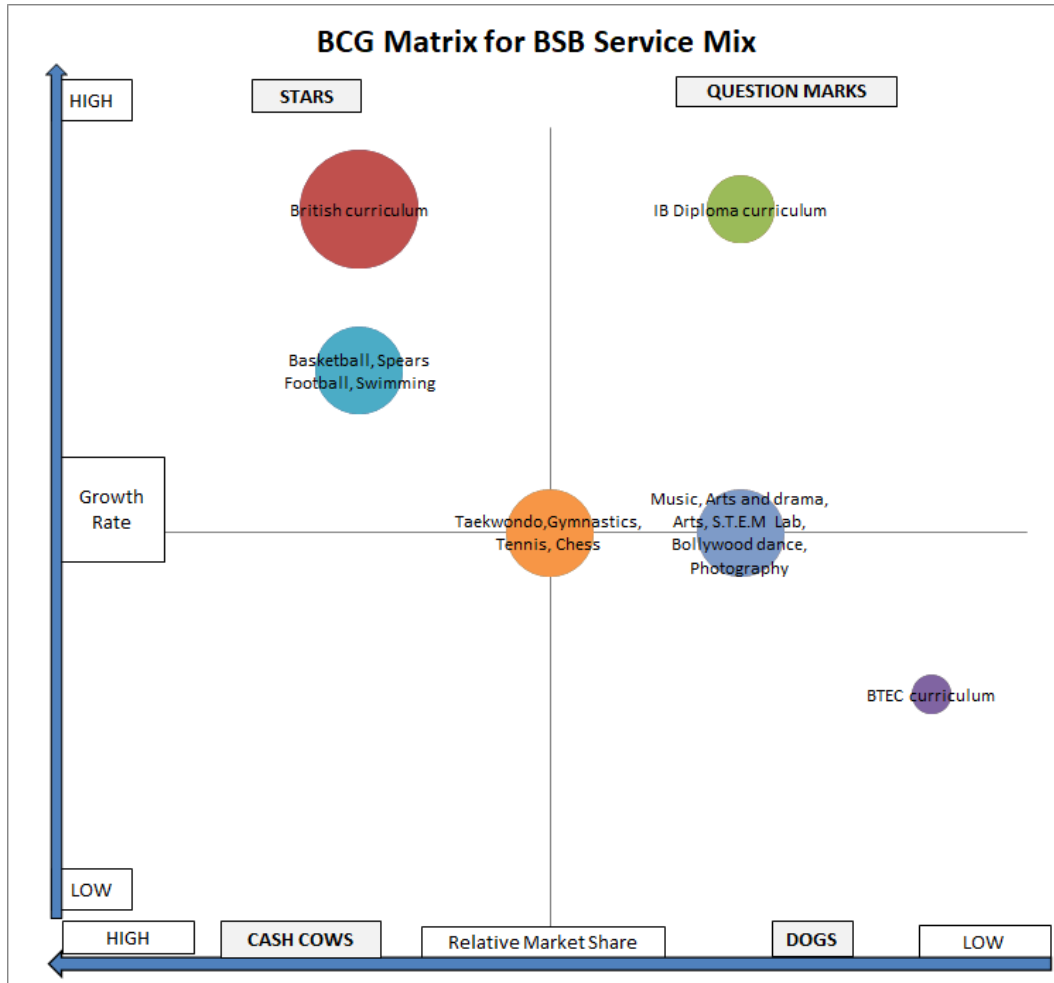 BCG Matrix for BSB Service Mix
HIGH
STARS
QUESTION MARKS
British curriculum
IB Diploma curriculum
Basketball, Spears
Football, Swimming
Growth
Rate
Taekwondo,Gymnastics,
Tennis, Chess
Music, Arts and drama,
Arts, S.T.E.M Lab,
Bollywood dance,
Photography
BTEC curriculum
LOW
HIGH
CASH COWS
Relative Market Share
DOGS
LOW